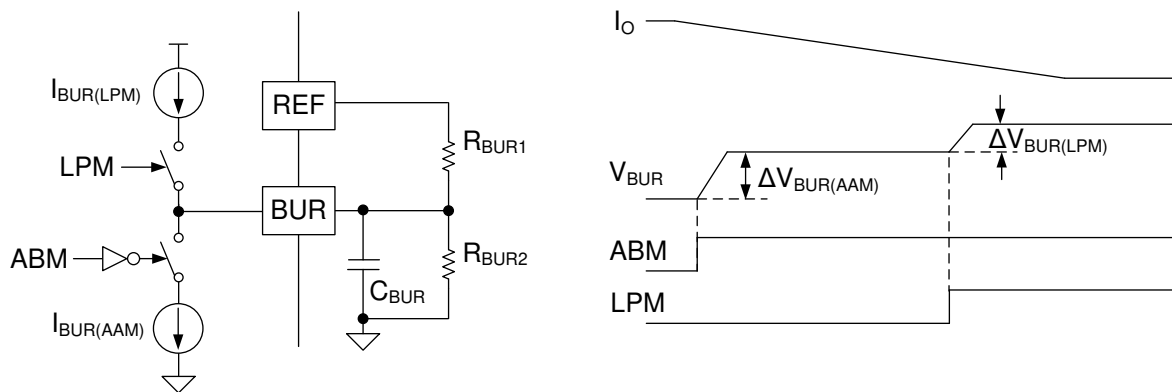 I_BUR(LPM)
REF
R_BUR1
LPM
BUR
ABM
R_BUR2
C_BUR
I_BUR(AAM)
I_O
ΔV_BUR(LPM)
V_BUR
ΔV_BUR(AAM)
ABM
LPM